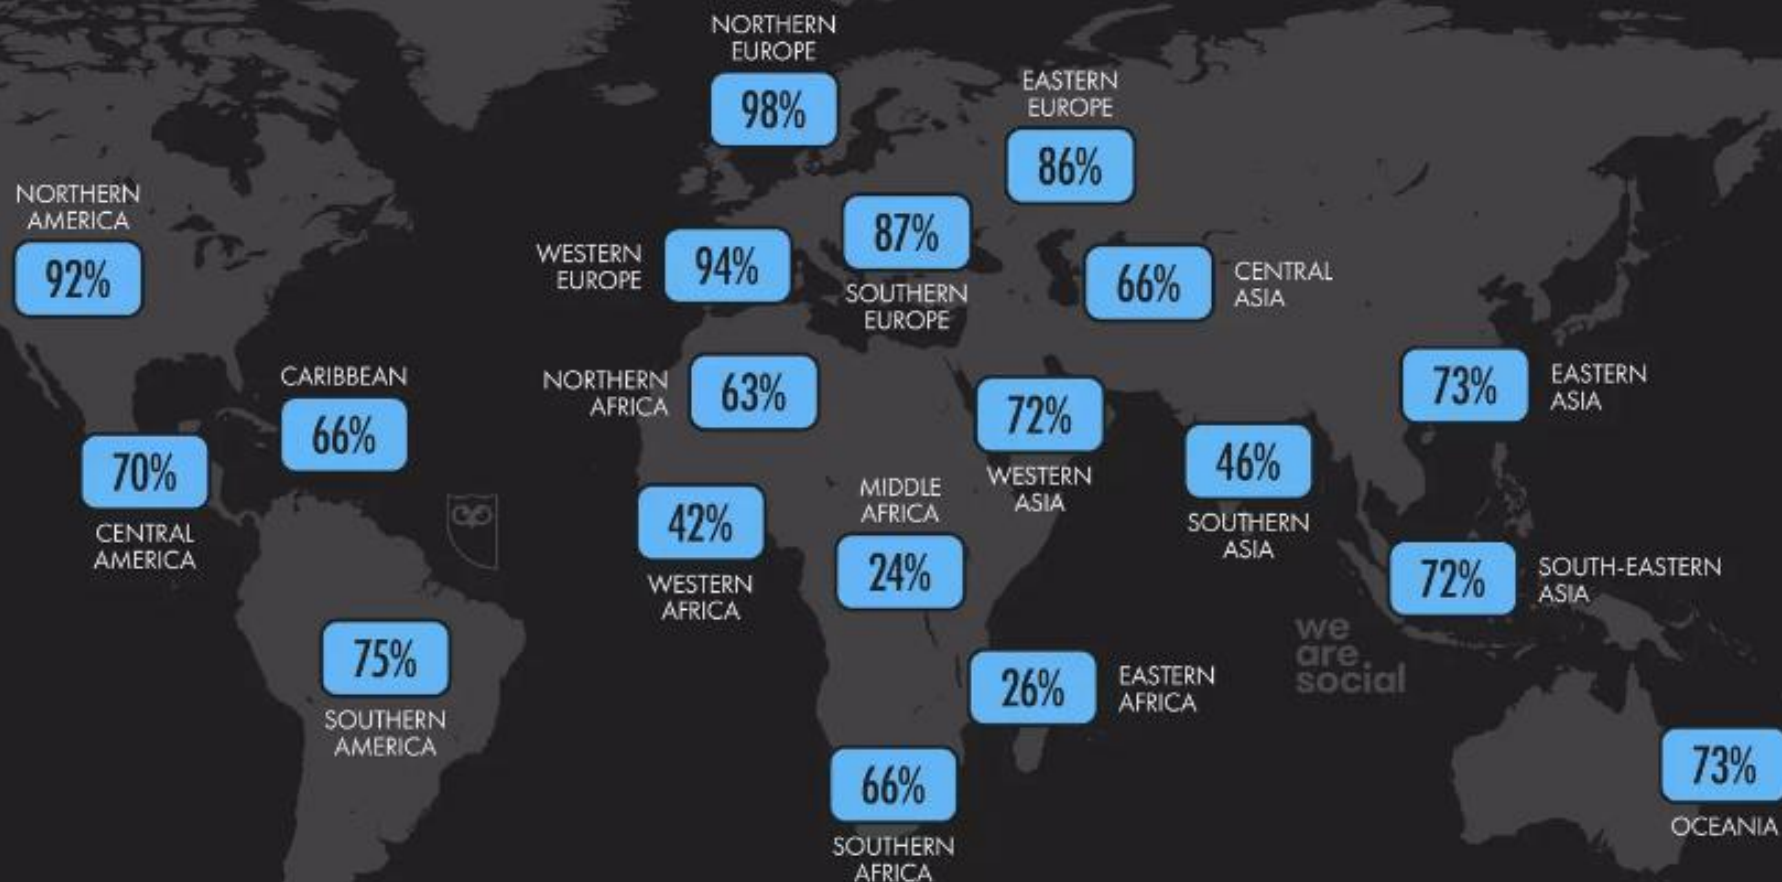 NORTHERN
EUROPE
98%
EASTERN
EUROPE
86%
NORTHERN
AMERICA
92%
WESTERN
EUROPE
94%
87%
SOUTHERN
EUROPE
66%
CENTRAL
ASIA
CARIBBEAN
66%
NORTHERN
AFRICA
63%
72%
WESTERN
ASIA
73%
EASTERN
ASIA
70%
CENTRAL
AMERICA
42%
WESTERN
AFRICA
MIDDLE
AFRICA
24%
46%
SOUTHERN
ASIA
72%
SOUTH-EASTERN
ASIA
we
are.
social
75%
SOUTHERN
AMERICA
26%
EASTERN
AFRICA
66%
SOUTHERN
AFRICA
73%
OCEANIA